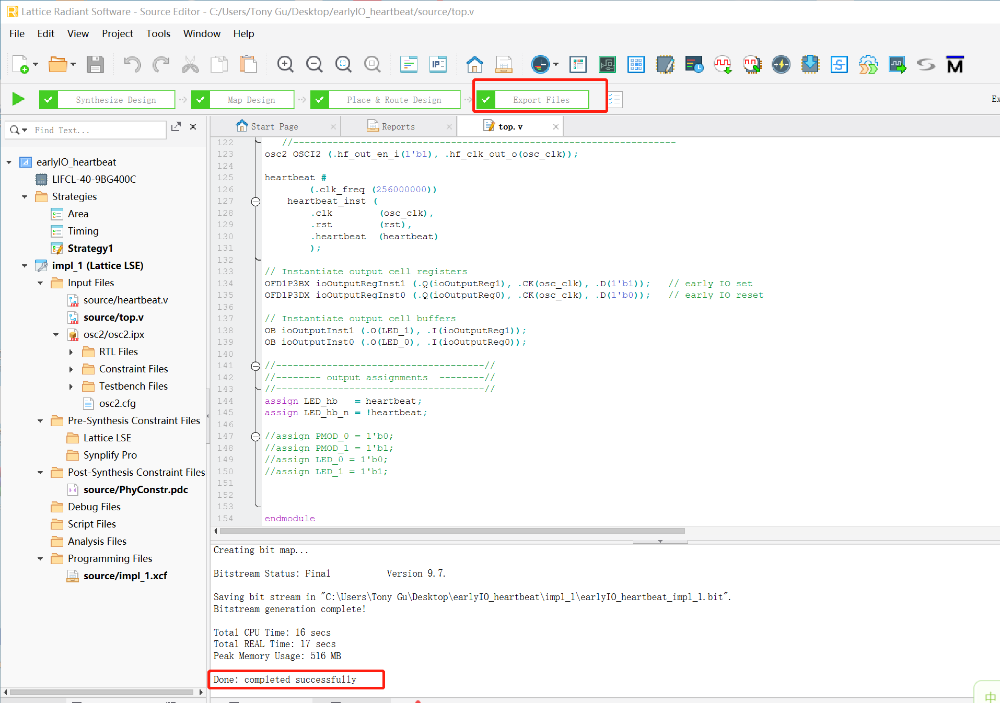 Lattice Radiant Software - Source Editor - C:/Users/Tony Gu/Desktop/earlyIO_heartbeat/source/top.v
File Edit View Project Tools Window Help
IP
S
M
Synthesize Design Map Design Place & Route Design Export Files
Ex
Find Text...
Start Page Reports top.v
earlyIO_heartbeat
LIFCL-40-9BG400C
Strategies
Area
Timing
Strategy1
impl_1 (Lattice LSE)
Input Files
source/heartbeat.v
source/top.v
osc2/osc2.ipx
RTL Files
Constraint Files
Testbench Files
osc2.cfg
Pre-Synthesis Constraint Files
Lattice LSE
Synplify Pro
Post-Synthesis Constraint Files
source/PhyConstr.pdc
Debug Files
Script Files
Analysis Files
Programming Files
source/impl_1.xcf
122 //--------------------------------------------------------------------
123 osc2 OSCI2 (.hf_out_en_i(1'b1), .hf_clk_out_o(osc_clk));
124
125 heartbeat #
126 (.clk_freq (256000000))
127 heartbeat_inst (
128 .clk (osc_clk),
129 .rst (rst),
130 .heartbeat (heartbeat)
131 );
132
133 // Instantiate output cell registers
134 OFD1P3BX ioOutputRegInst1 (.Q(ioOutputReg1), .CK(osc_clk), .D(1'b1)); // early IO set
135 OFD1P3DX ioOutputRegInst0 (.Q(ioOutputReg0), .CK(osc_clk), .D(1'b0)); // early IO reset
136
137 // Instantiate output cell buffers
138 OB ioOutputInst1 (.O(LED_1), .I(ioOutputReg1));
139 OB ioOutputInst0 (.O(LED_0), .I(ioOutputReg0));
140
141 //-------------------------------------//
142 //-------- output assignments --------//
143 //-------------------------------------//
144 assign LED_hb = heartbeat;
145 assign LED_hb_n = !heartbeat;
146
147 //assign PMOD_0 = 1'b0;
148 //assign PMOD_1 = 1'b1;
149 //assign LED_0 = 1'b0;
150 //assign LED_1 = 1'b1;
151
152
153
154 endmodule
Creating bit map...
Bitstream Status: Final Version 9.7.
Saving bit stream in "C:\Users\Tony Gu\Desktop\earlyIO_heartbeat\impl_1\earlyIO_heartbeat_impl_1.bit".
Bitstream generation complete!
Total CPU Time: 16 secs
Total REAL Time: 17 secs
Peak Memory Usage: 516 MB
Done: completed successfully
中